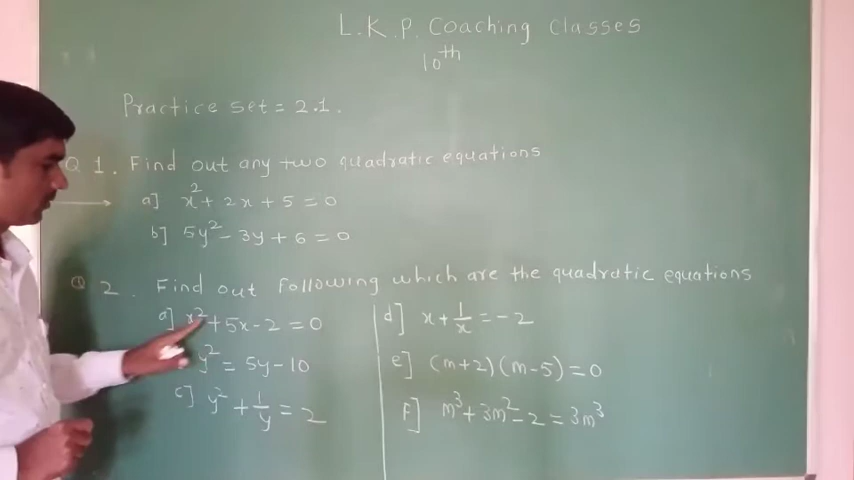 L.K.P. Coaching Classes
10th
Practice set = 2.1.
Q 1. Find out any two quadratic equations
a] x² + 2x + 5 = 0
b] 5y² - 3y + 6 = 0
Q 2. Find out following which are the quadratic equations
a] x² + 5x - 2 = 0
y² = 5y - 10
c] y² + 1/y = 2
d] x + 1/x = -2
e] (m+2)(m-5) = 0
F] m³ + 3m² - 2 = 3m³